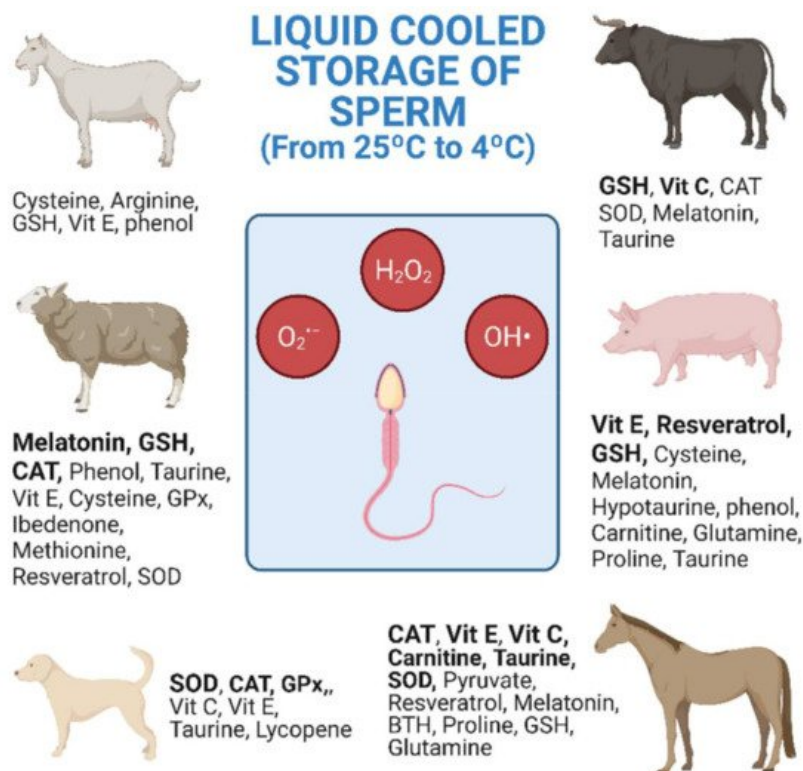 LIQUID COOLED
STORAGE OF
SPERM
(From 25ºC to 4ºC)
Cysteine, Arginine,
GSH, Vit E, phenol
GSH, Vit C, CAT
SOD, Melatonin,
Taurine
H₂O₂
O₂•−
OH•
Melatonin, GSH,
CAT, Phenol, Taurine,
Vit E, Cysteine, GPx,
Ibedenone,
Methionine,
Resveratrol, SOD
Vit E, Resveratrol,
GSH, Cysteine,
Melatonin,
Hypotaurine, phenol,
Carnitine, Glutamine,
Proline, Taurine
SOD, CAT, GPx,,
Vit C, Vit E,
Taurine, Lycopene
CAT, Vit E, Vit C,
Carnitine, Taurine,
SOD, Pyruvate,
Resveratrol, Melatonin,
BTH, Proline, GSH,
Glutamine